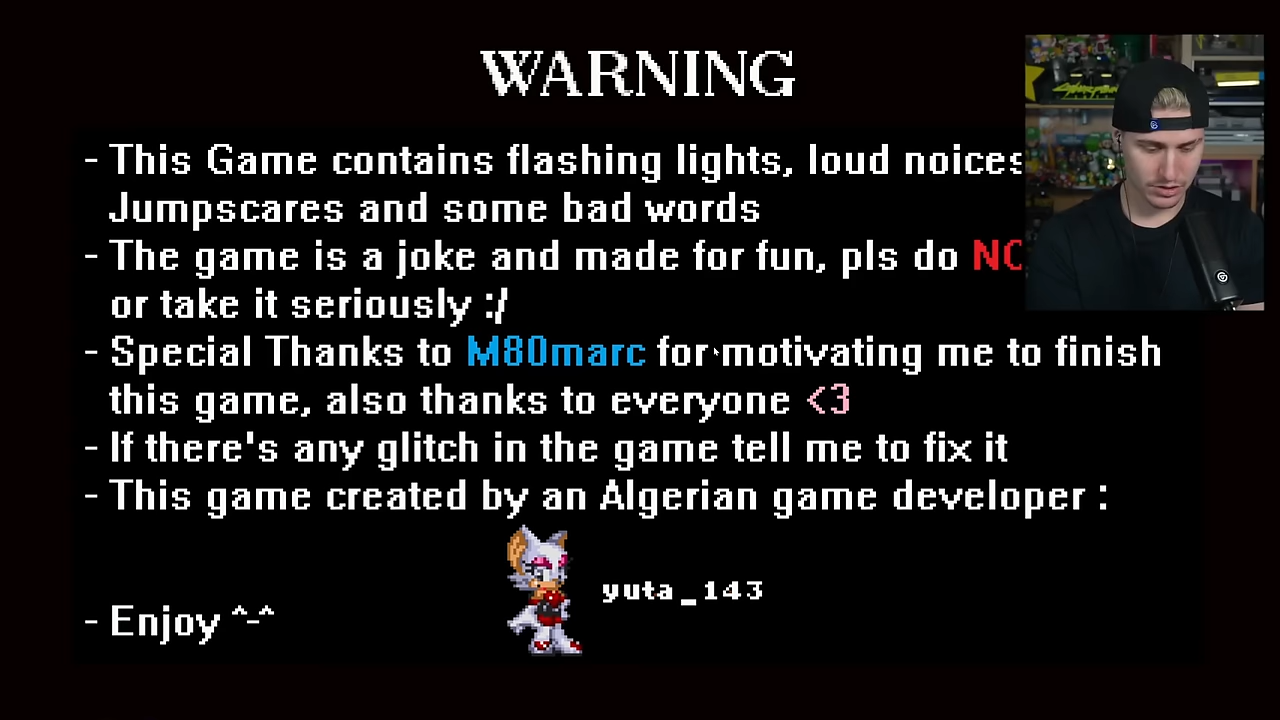 WARNING
- This Game contains flashing lights, loud noices
Jumpscares and some bad words
- The game is a joke and made for fun, pls do
or take it seriously :/
- Special Thanks to M80marc for motivating me to finish
this game, also thanks to everyone <3
- If there's any glitch in the game tell me to fix it
- This game created by an Algerian game developer :
yuta_143
- Enjoy ^-^